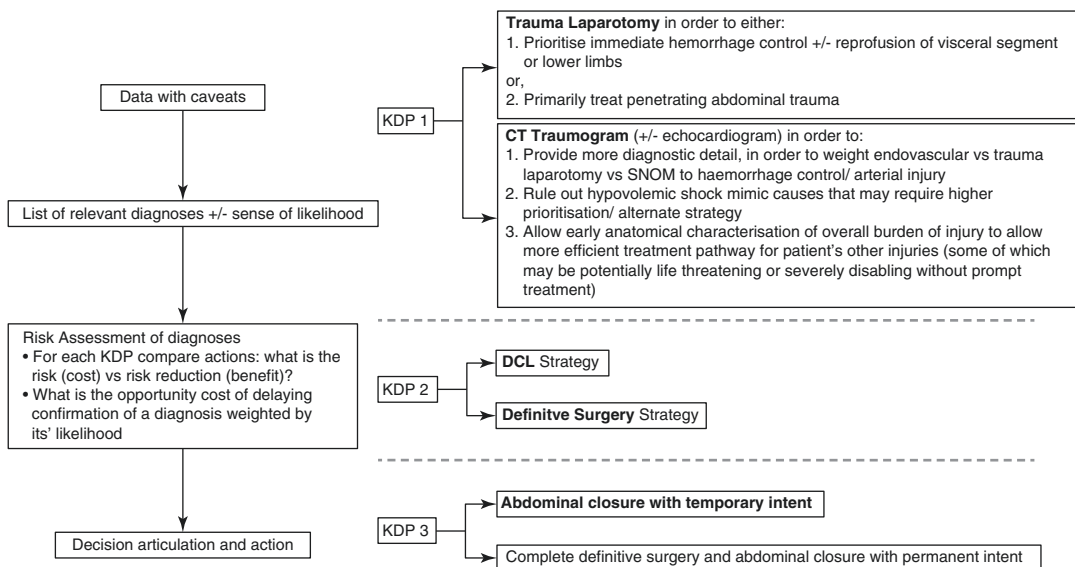 Data with caveats
List of relevant diagnoses +/- sense of likelihood
Risk Assessment of diagnoses
• For each KDP compare actions: what is the
risk (cost) vs risk reduction (benefit)?
• What is the opportunity cost of delaying
confirmation of a diagnosis weighted by
its' likelihood
Decision articulation and action
KDP 1
Trauma Laparotomy in order to either:
1. Prioritise immediate hemorrhage control +/- reprofusion of visceral segment
or lower limbs
or,
2. Primarily treat penetrating abdominal trauma
CT Traumogram (+/- echocardiogram) in order to:
1. Provide more diagnostic detail, in order to weight endovascular vs trauma
laparotomy vs SNOM to haemorrhage control/ arterial injury
2. Rule out hypovolemic shock mimic causes that may require higher
prioritisation/ alternate strategy
3. Allow early anatomical characterisation of overall burden of injury to allow
more efficient treatment pathway for patient's other injuries (some of which
may be potentially life threatening or severely disabling without prompt
treatment)
KDP 2
DCL Strategy
Definitve Surgery Strategy
KDP 3
Abdominal closure with temporary intent
Complete definitive surgery and abdominal closure with permanent intent